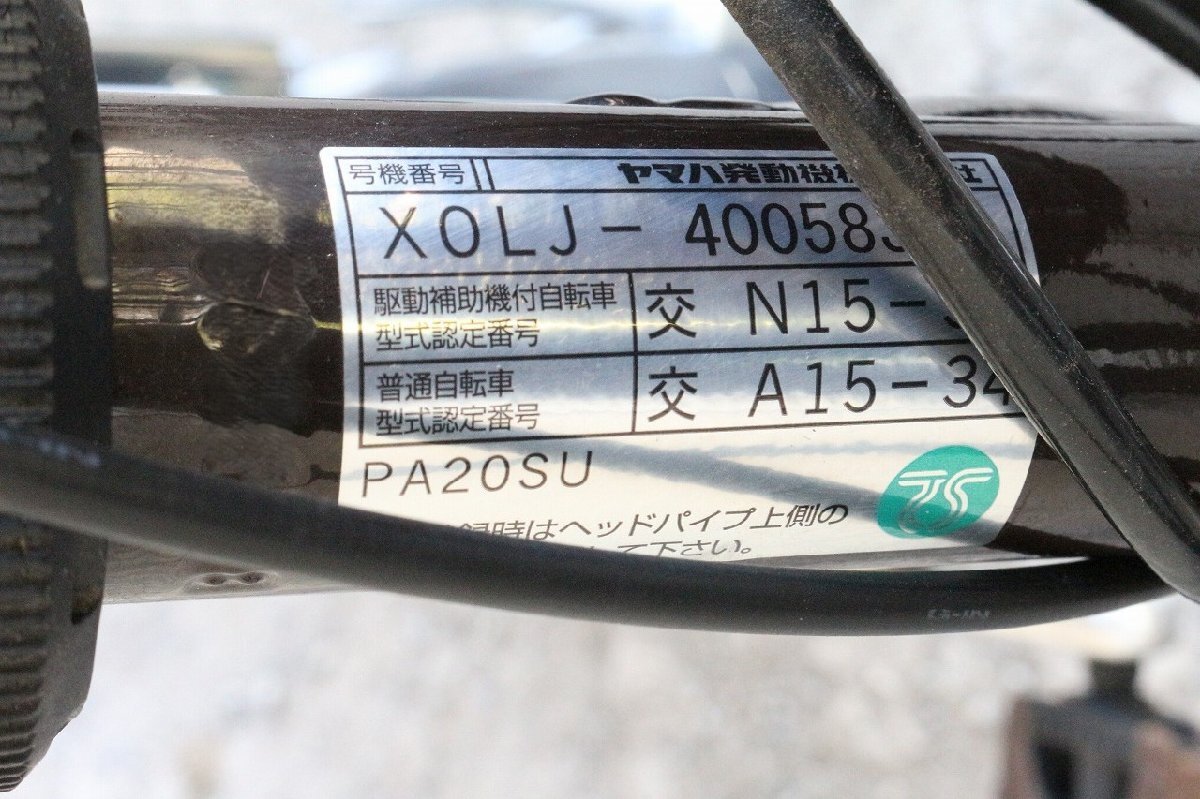 号機番号 ヤマハ発動機 社
XOLJ- 40058
駆動補助機付自転車
型式認定番号
交 N15-
普通自転車
型式認定番号
交 A15-34
PA20SU
TS
時はヘッドパイプ上側の
て下さい。